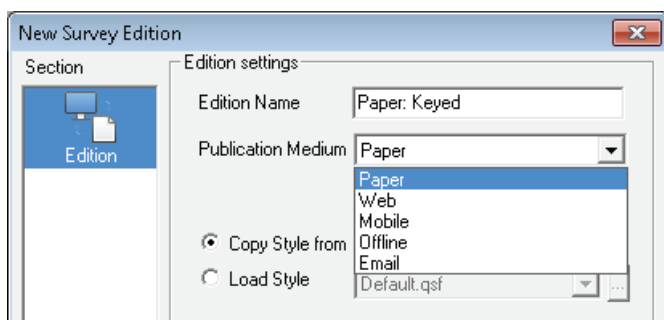 New Survey Edition
Section
Edition
Edition settings
Edition Name Paper: Keyed
Publication Medium Paper
Paper
Web
Mobile
Copy Style from Offline
Email
Load Style Default.qsf ...